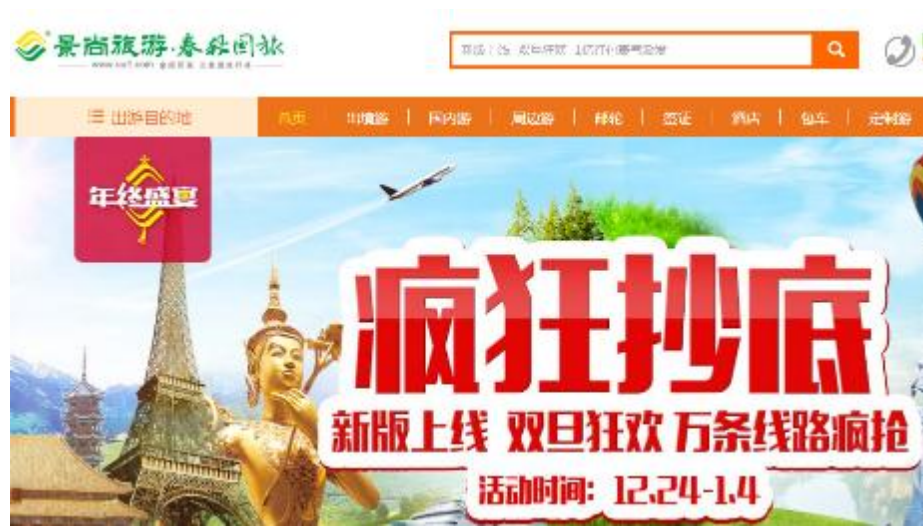 景尚旅游·春秋国旅
出游目的地
首页
出境游
国内游
周边游
邮轮
签证
酒店
包车
定制游
年终盛宴
疯狂抄底
新版上线 双旦狂欢 万条线路疯抢
活动时间: 12.24-1.4